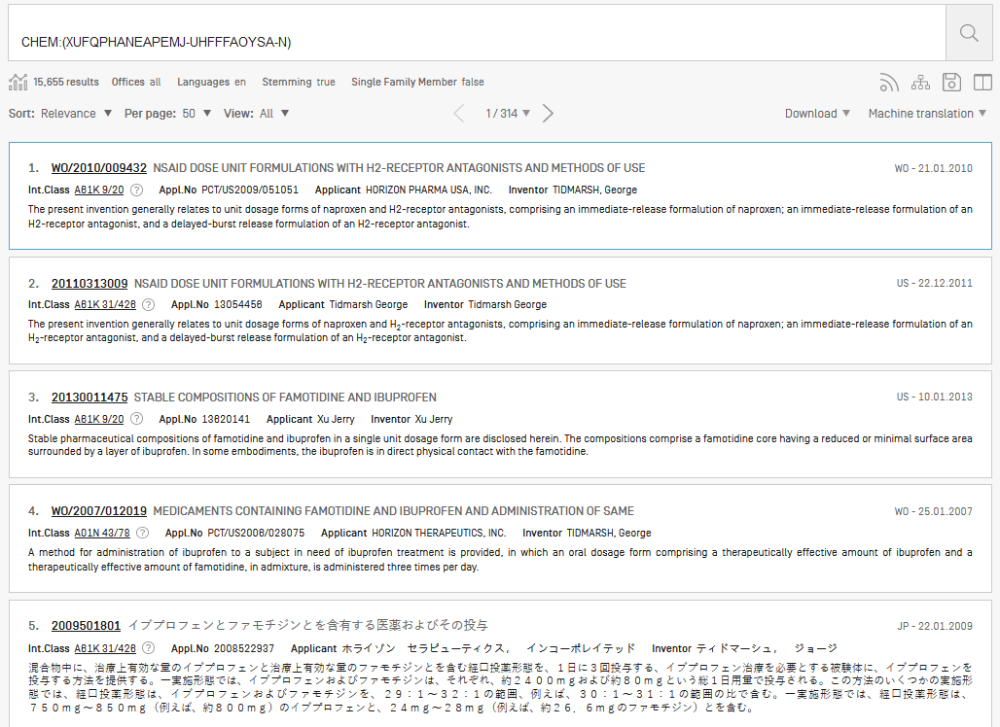 CHEM:(XUFQPHANEAPEMJ-UHFFFAOYSA-N)
15,655 results Offices all Languages en Stemming true Single Family Member false
Sort: Relevance ▼ Per page: 50 ▼ View: All ▼ 1 / 314 ▼ Download ▼ Machine translation ▼
1. WO/2010/009432 NSAID DOSE UNIT FORMULATIONS WITH H2-RECEPTOR ANTAGONISTS AND METHODS OF USE WO - 21.01.2010
Int.Class A61K 9/20 ? Appl.No PCT/US2009/051051 Applicant HORIZON PHARMA USA, INC. Inventor TIDMARSH, George
The present invention generally relates to unit dosage forms of naproxen and H2-receptor antagonists, comprising an immediate-release formalution of naproxen; an immediate-release formulation of an
H2-receptor antagonist, and a delayed-burst release formulation of an H2-receptor antagonist.
2. 20110313009 NSAID DOSE UNIT FORMULATIONS WITH H2-RECEPTOR ANTAGONISTS AND METHODS OF USE US - 22.12.2011
Int.Class A61K 31/426 ? Appl.No 13054458 Applicant Tidmarsh George Inventor Tidmarsh George
The present invention generally relates to unit dosage forms of naproxen and H₂-receptor antagonists, comprising an immediate-release formulation of naproxen; an immediate-release formulation of an
H₂-receptor antagonist, and a delayed-burst release formulation of an H₂-receptor antagonist.
3. 20130011475 STABLE COMPOSITIONS OF FAMOTIDINE AND IBUPROFEN US - 10.01.2013
Int.Class A61K 9/20 ? Appl.No 13620141 Applicant Xu Jerry Inventor Xu Jerry
Stable pharmaceutical compositions of famotidine and ibuprofen in a single unit dosage form are disclosed herein. The compositions comprise a famotidine core having a reduced or minimal surface area
surrounded by a layer of ibuprofen. In some embodiments, the ibuprofen is in direct physical contact with the famotidine.
4. WO/2007/012019 MEDICAMENTS CONTAINING FAMOTIDINE AND IBUPROFEN AND ADMINISTRATION OF SAME WO - 25.01.2007
Int.Class A01N 43/78 ? Appl.No PCT/US2006/028075 Applicant HORIZON THERAPEUTICS, INC. Inventor TIDMARSH, George
A method for administration of ibuprofen to a subject in need of ibuprofen treatment is provided, in which an oral dosage form comprising a therapeutically effective amount of ibuprofen and a
therapeutically effective amount of famotidine, in admixture, is administered three times per day.
5. 2009501801 イブプロフェンとファモチジンとを含有する医薬およびその投与 JP - 22.01.2009
Int.Class A61K 31/426 ? Appl.No 2008522937 Applicant ホライゾン セラピューティクス, インコーポレイテッド Inventor ティドマーシュ, ジョージ
混合物中に、治療上有効な量のイブプロフェンと治療上有効な量のファモチジンとを含む経口投薬形態を、１日に３回投与する、イブプロフェン治療を必要とする被験体に、イブプロフェンを
投与する方法を提供する。一実施形態では、イブプロフェンおよびファモチジンは、それぞれ、約２４００ｍｇおよび約８０ｍｇという総１日用量で投与される。この方法のいくつかの実施形
態では、経口投薬形態は、イブプロフェンおよびファモチジンを、２９：１～３２：１の範囲、例えば、３０：１～３１：１の範囲の比で含む。一実施形態では、経口投薬形態は、
７５０ｍｇ～８５０ｍｇ（例えば、約８００ｍｇ）のイブプロフェンと、２４ｍｇ～２８ｍｇ（例えば、約２６．６ｍｇのファモチジン）とを含む。